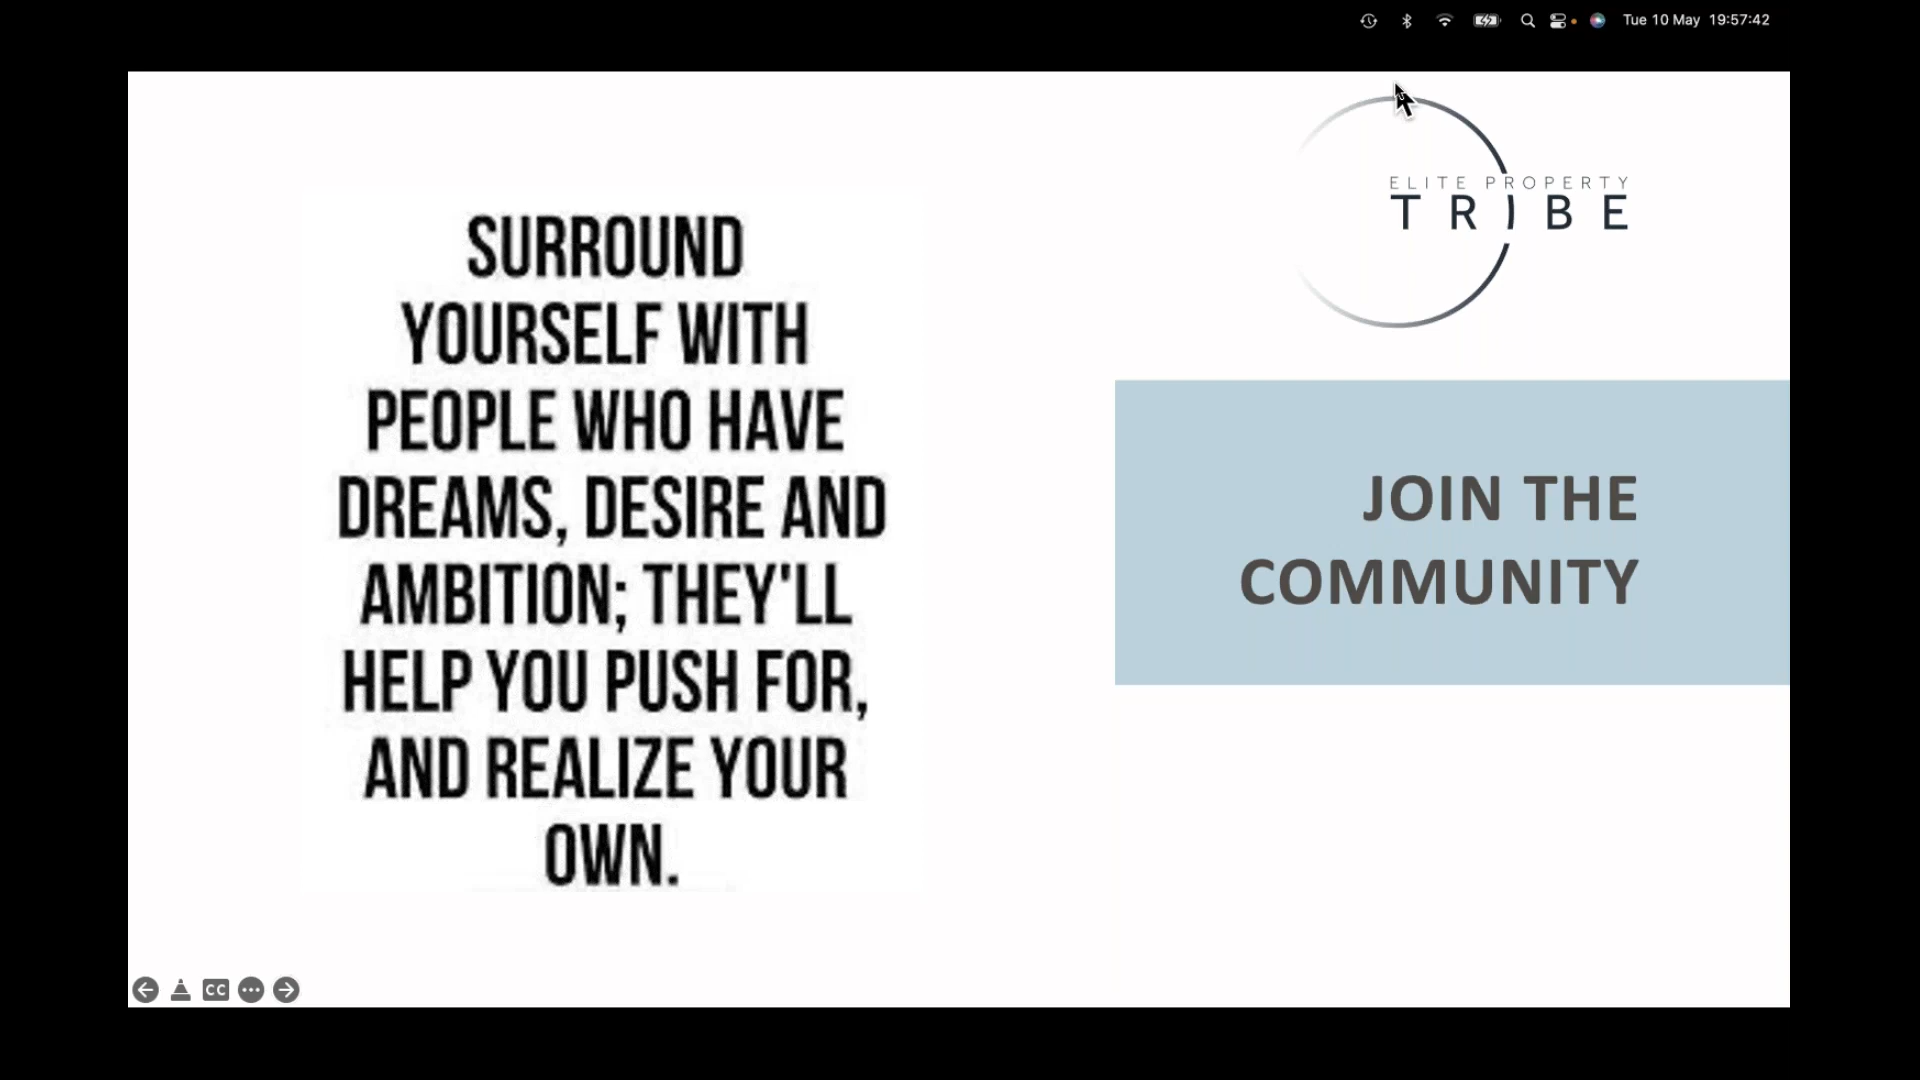 Tue 10 May 19:57:42
ELITE PROPERTY
TRIBE
SURROUND
YOURSELF WITH
PEOPLE WHO HAVE
DREAMS, DESIRE AND
AMBITION; THEY'LL
HELP YOU PUSH FOR,
AND REALIZE YOUR
OWN.
JOIN THE
COMMUNITY
CC